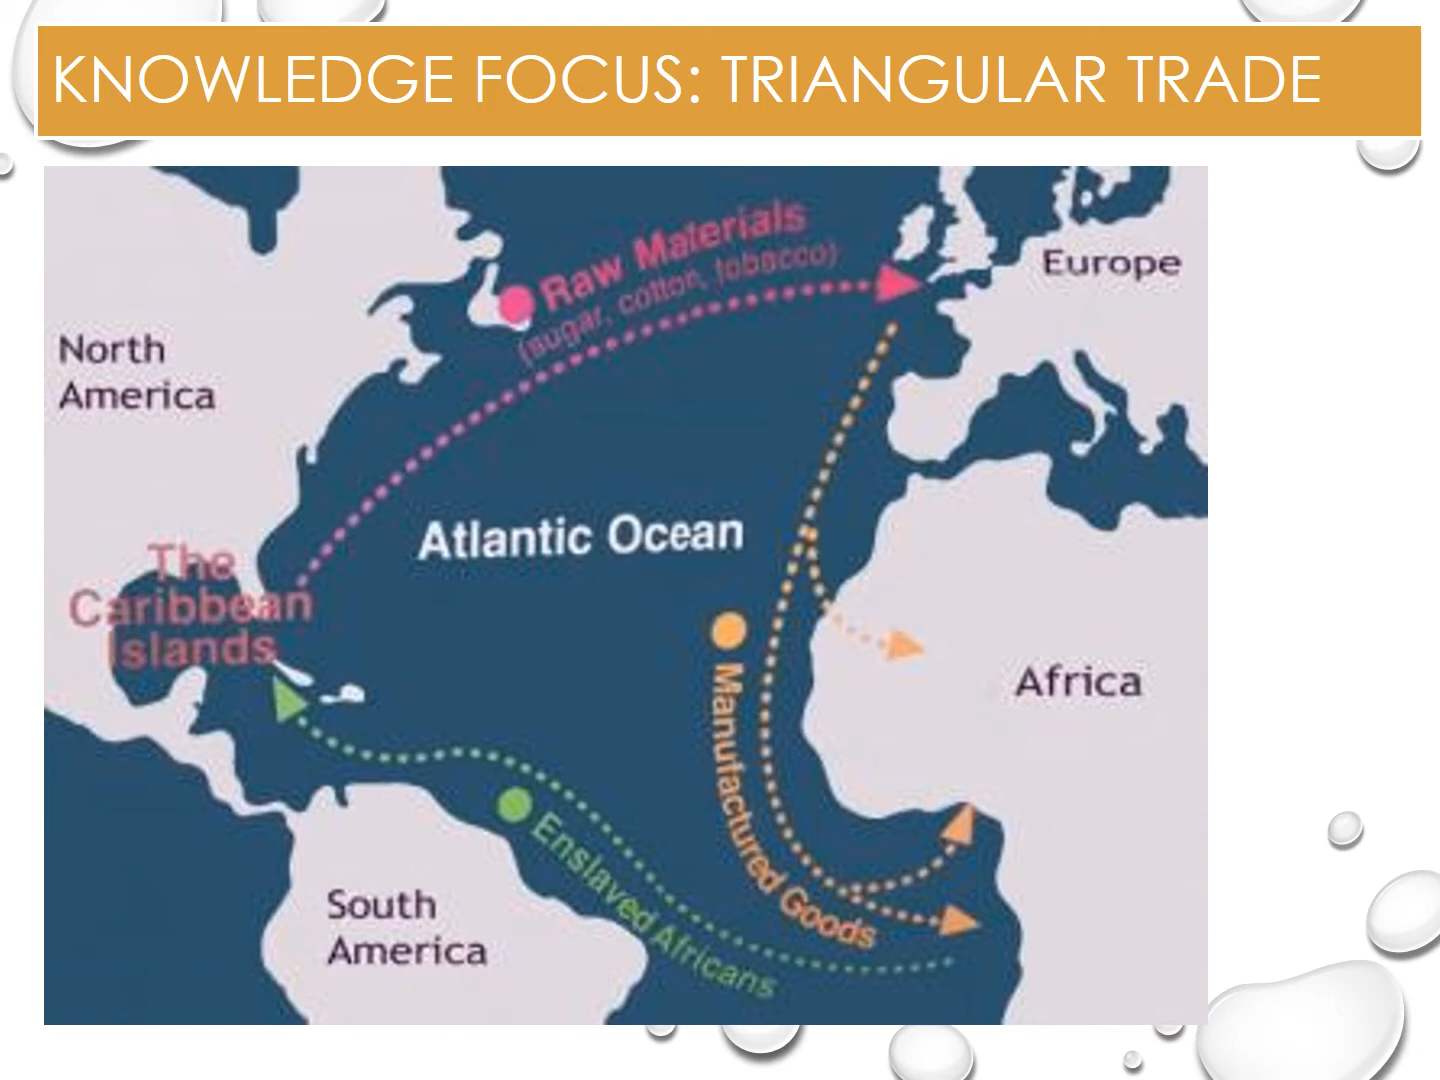 KNOWLEDGE FOCUS: TRIANGULAR TRADE
Raw Materials
(sugar, cotton, tobacco)
Europe
North
America
Atlantic Ocean
The
Caribbean
Islands
Africa
Manufactured Goods
Enslaved Africans
South
America